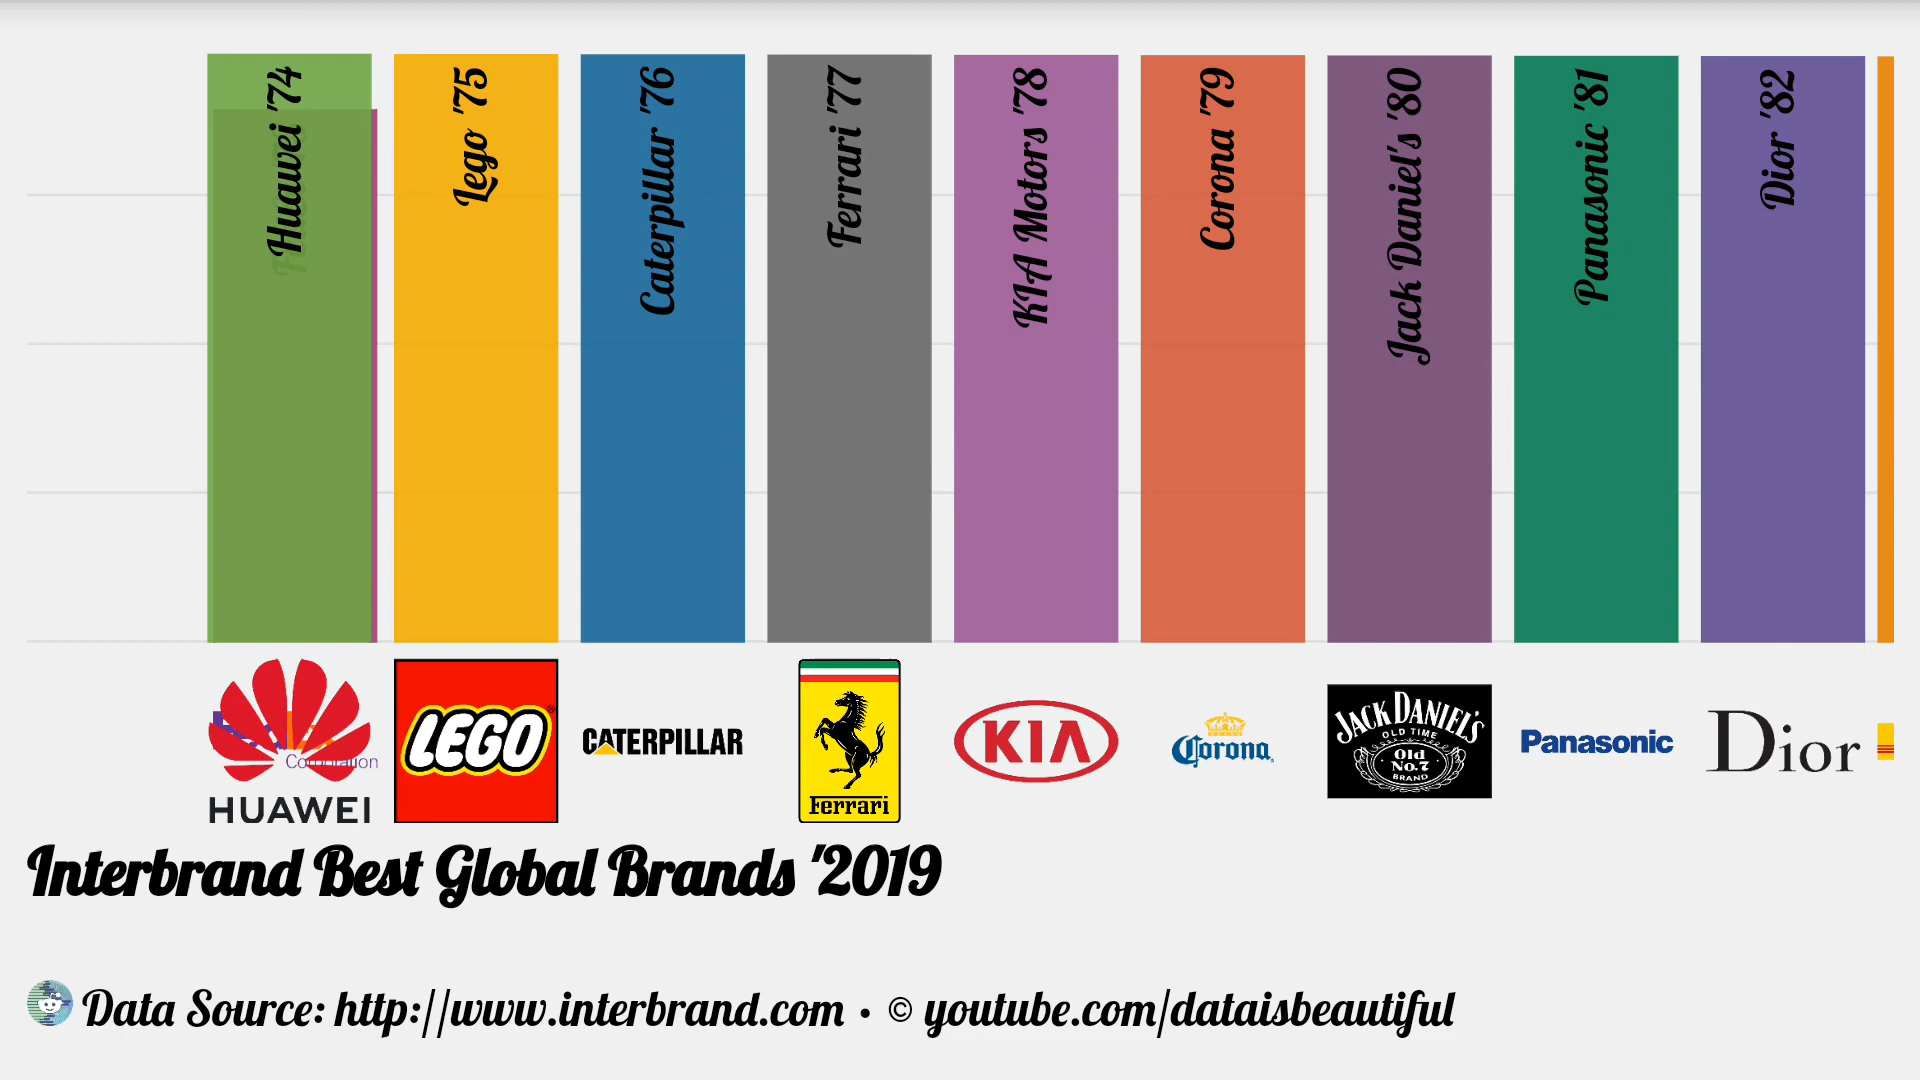 Huawei '74
Lego '75
Caterpillar '76
Ferrari '77
KIA Motors '78
Corona '79
Jack Daniel's '80
Panasonic '81
Dior '82
Corporation
HUAWEI
LEGO
CATERPILLAR
Ferrari
KIA
Corona
JACK DANIEL'S
OLD TIME
Old
No.7
BRAND
Panasonic
Dior
Interbrand Best Global Brands '2019
Data Source: http://www.interbrand.com • © youtube.com/dataisbeautiful